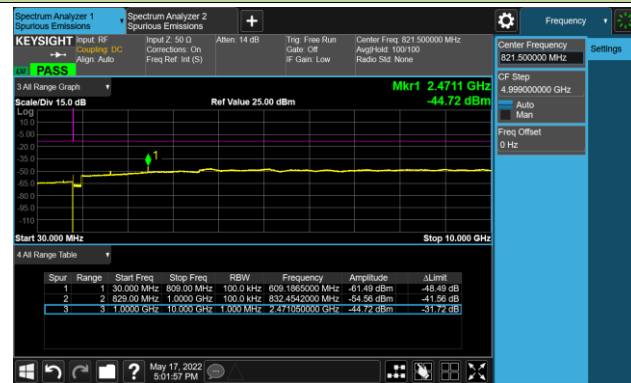 Spectrum Analyzer 1
Spurious Emissions
Spectrum Analyzer 2
Spurious Emissions
+
Frequency
KEYSIGHT
Input: RF
Coupling: DC
Align: Auto
Input Z: 50 Ω
Corrections: On
Freq Ref: Int (S)
Atten: 14 dB
Trig: Free Run
Gate: Off
IF Gain: Low
Center Freq: 821.500000 MHz
Avg|Hold: 100/100
Radio Std: None
PASS
Center Frequency
821.500000 MHz
Settings
CF Step
4.999000000 GHz
Auto
Man
Freq Offset
0 Hz
3 All Range Graph
Mkr1 2.4711 GHz
-44.72 dBm
Scale/Div 15.0 dB
Ref Value 25.00 dBm
Log
10.0
-5.00
-20.0
-35.0
-50.0
-65.0
-80.0
-95.0
-110
1
Start 30.000 MHz
Stop 10.000 GHz
4 All Range Table
Spur Range Start Freq Stop Freq RBW Frequency Amplitude ΔLimit
1 1 30.000 MHz 809.00 MHz 100.0 kHz 609.1865000 MHz -61.49 dBm -48.49 dB
2 2 829.00 MHz 1.0000 GHz 100.0 kHz 832.4542000 MHz -54.56 dBm -41.56 dB
3 3 1.0000 GHz 10.000 GHz 1.000 MHz 2.471050000 GHz -44.72 dBm -31.72 dB
?
May 17, 2022
5:01:57 PM